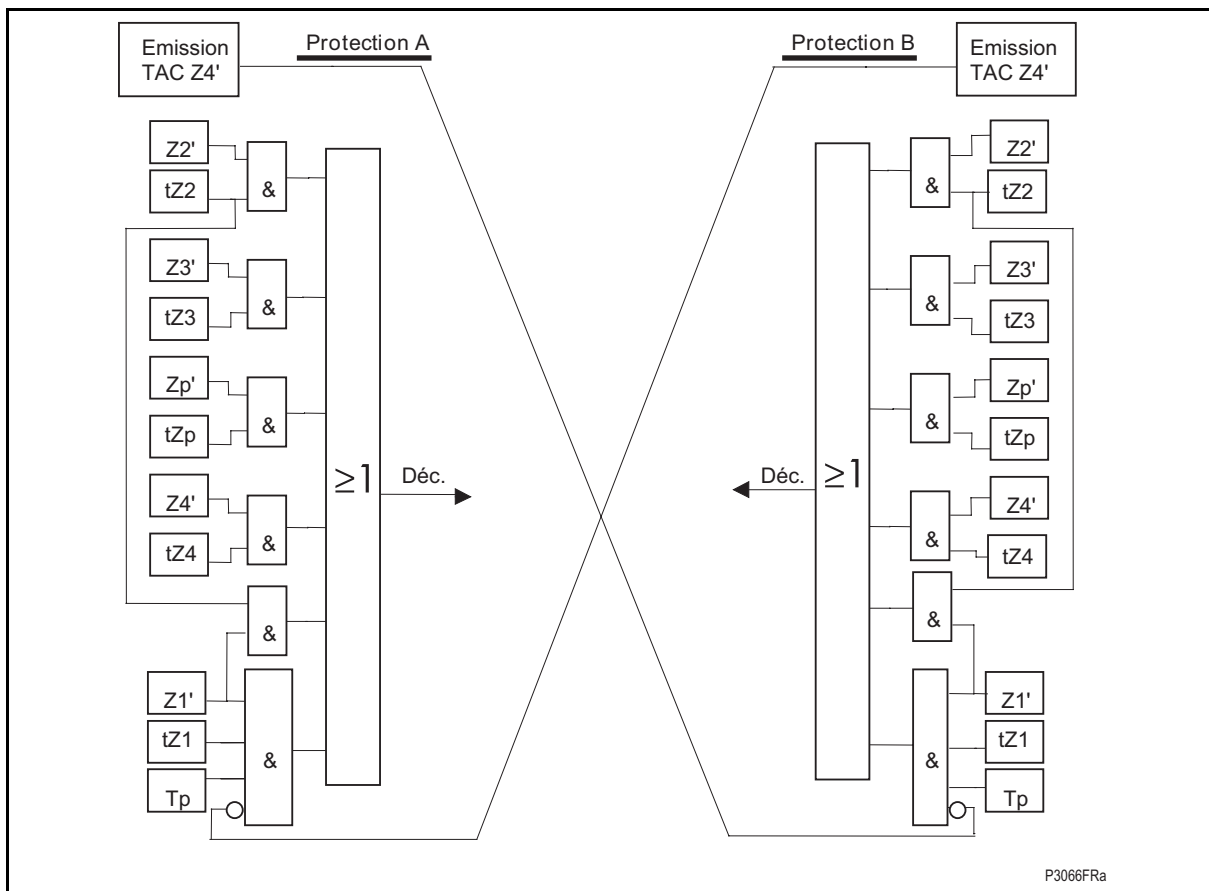 Emission
TAC Z4'
Protection A
Protection B
Emission
TAC Z4'
Z2'
tZ2
&
Z3'
tZ3
&
Zp'
tZp
&
Z4'
tZ4
&
&
Z1'
tZ1
Tp
&
≥1
Déc.
Déc.
≥1
&
Z2'
tZ2
&
Z3'
tZ3
&
Zp'
tZp
&
Z4'
tZ4
&
&
Z1'
tZ1
Tp
P3066FRa